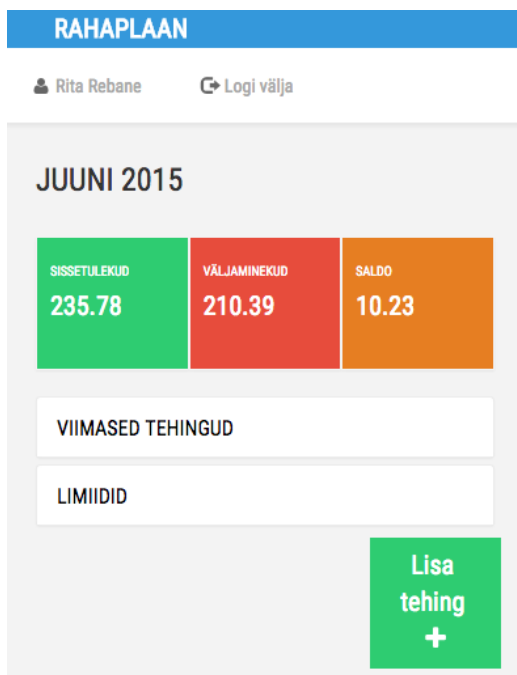 RAHAPLAAN
Rita Rebane Logi välja
JUUNI 2015
SISSETULEKUD VÄLJAMINEKUD SALDO
235.78 210.39 10.23
VIIMASED TEHINGUD
LIMIIDID
Lisa
tehing
+